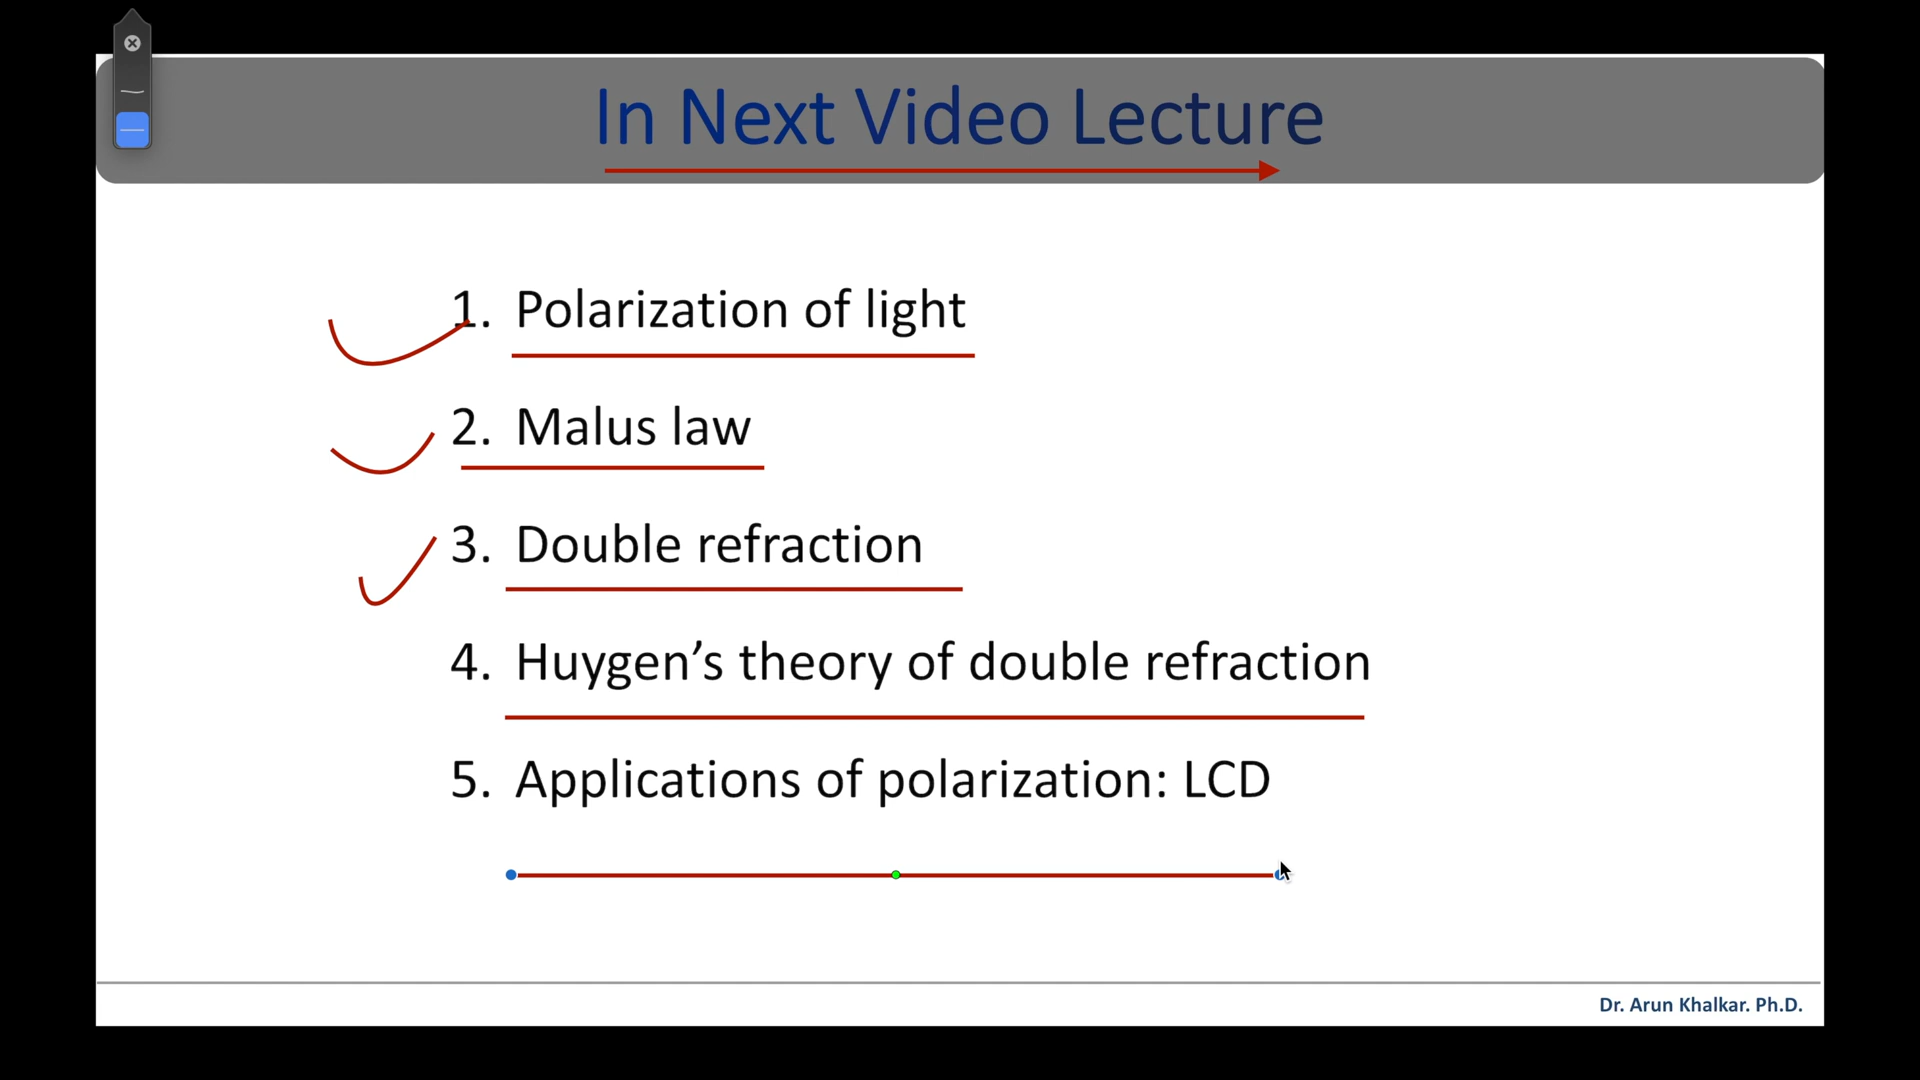 In Next Video Lecture
1. Polarization of light
2. Malus law
3. Double refraction
4. Huygen’s theory of double refraction
5. Applications of polarization: LCD
Dr. Arun Khalkar. Ph.D.